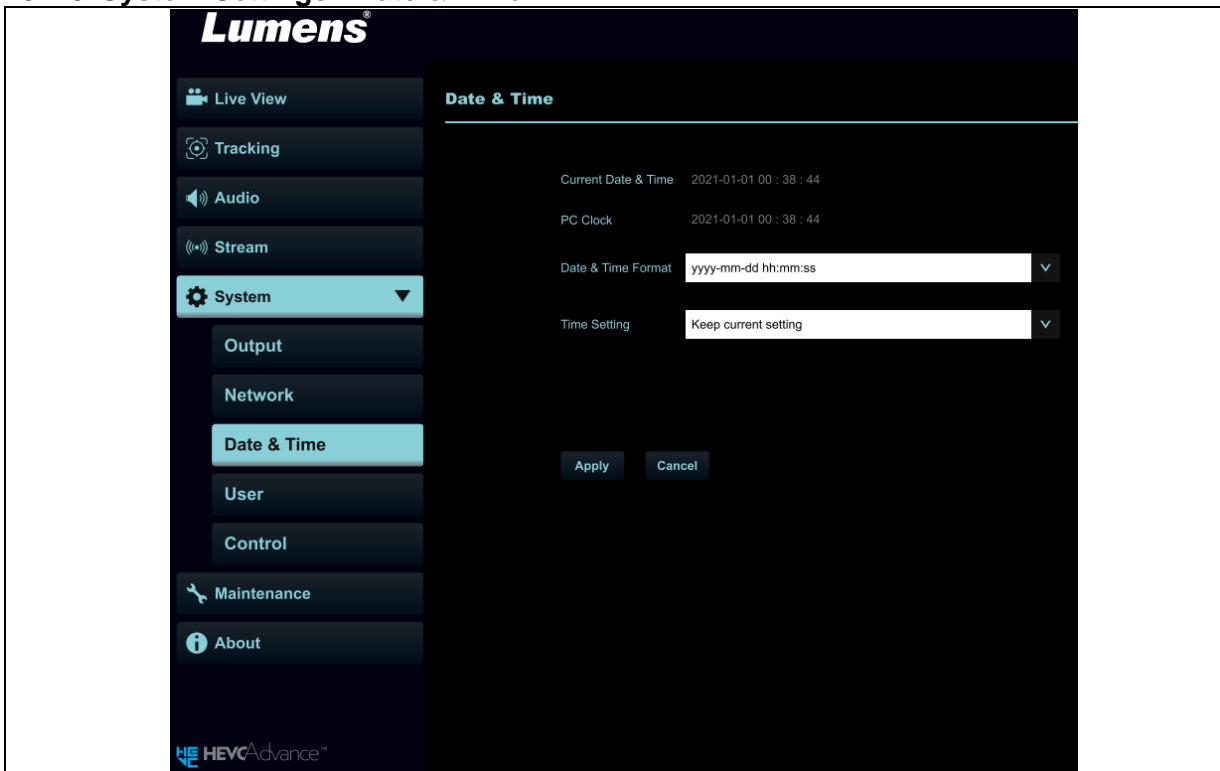 Lumens®
Live View
Tracking
Audio
Stream
System
Output
Network
Date & Time
User
Control
Maintenance
About
HEVCAdvance™
Date & Time
Current Date & Time 2021-01-01 00 : 38 : 44
PC Clock 2021-01-01 00 : 38 : 44
Date & Time Format yyyy-mm-dd hh:mm:ss
Time Setting Keep current setting
Apply Cancel